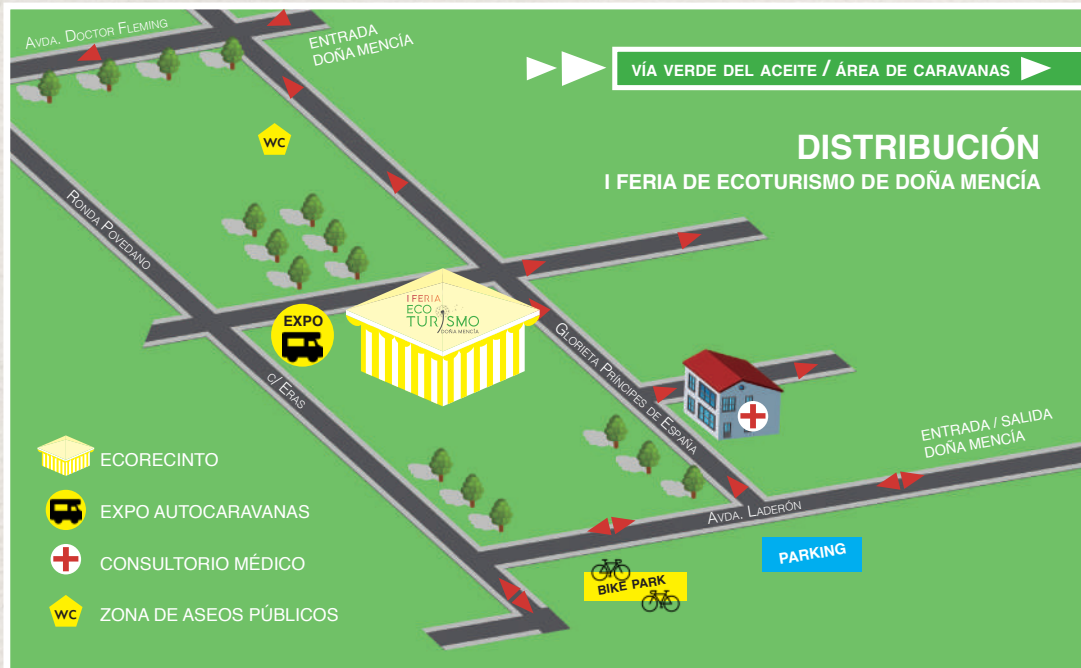 AVDA. DOCTOR FLEMING
ENTRADA
DOÑA MENCÍA
VÍA VERDE DEL ACEITE / ÁREA DE CARAVANAS
WC
DISTRIBUCIÓN
I FERIA DE ECOTURISMO DE DOÑA MENCÍA
RONDA POVEDANO
EXPO
I FERIA
ECO
TURISMO
DOÑA MENCÍA
C/ ERAS
GLORIETA PRÍNCIPES DE ESPAÑA
ENTRADA / SALIDA
DOÑA MENCÍA
AVDA. LADERÓN
PARKING
BIKE PARK
ECORECINTO
EXPO AUTOCARAVANAS
CONSULTORIO MÉDICO
WC
ZONA DE ASEOS PÚBLICOS